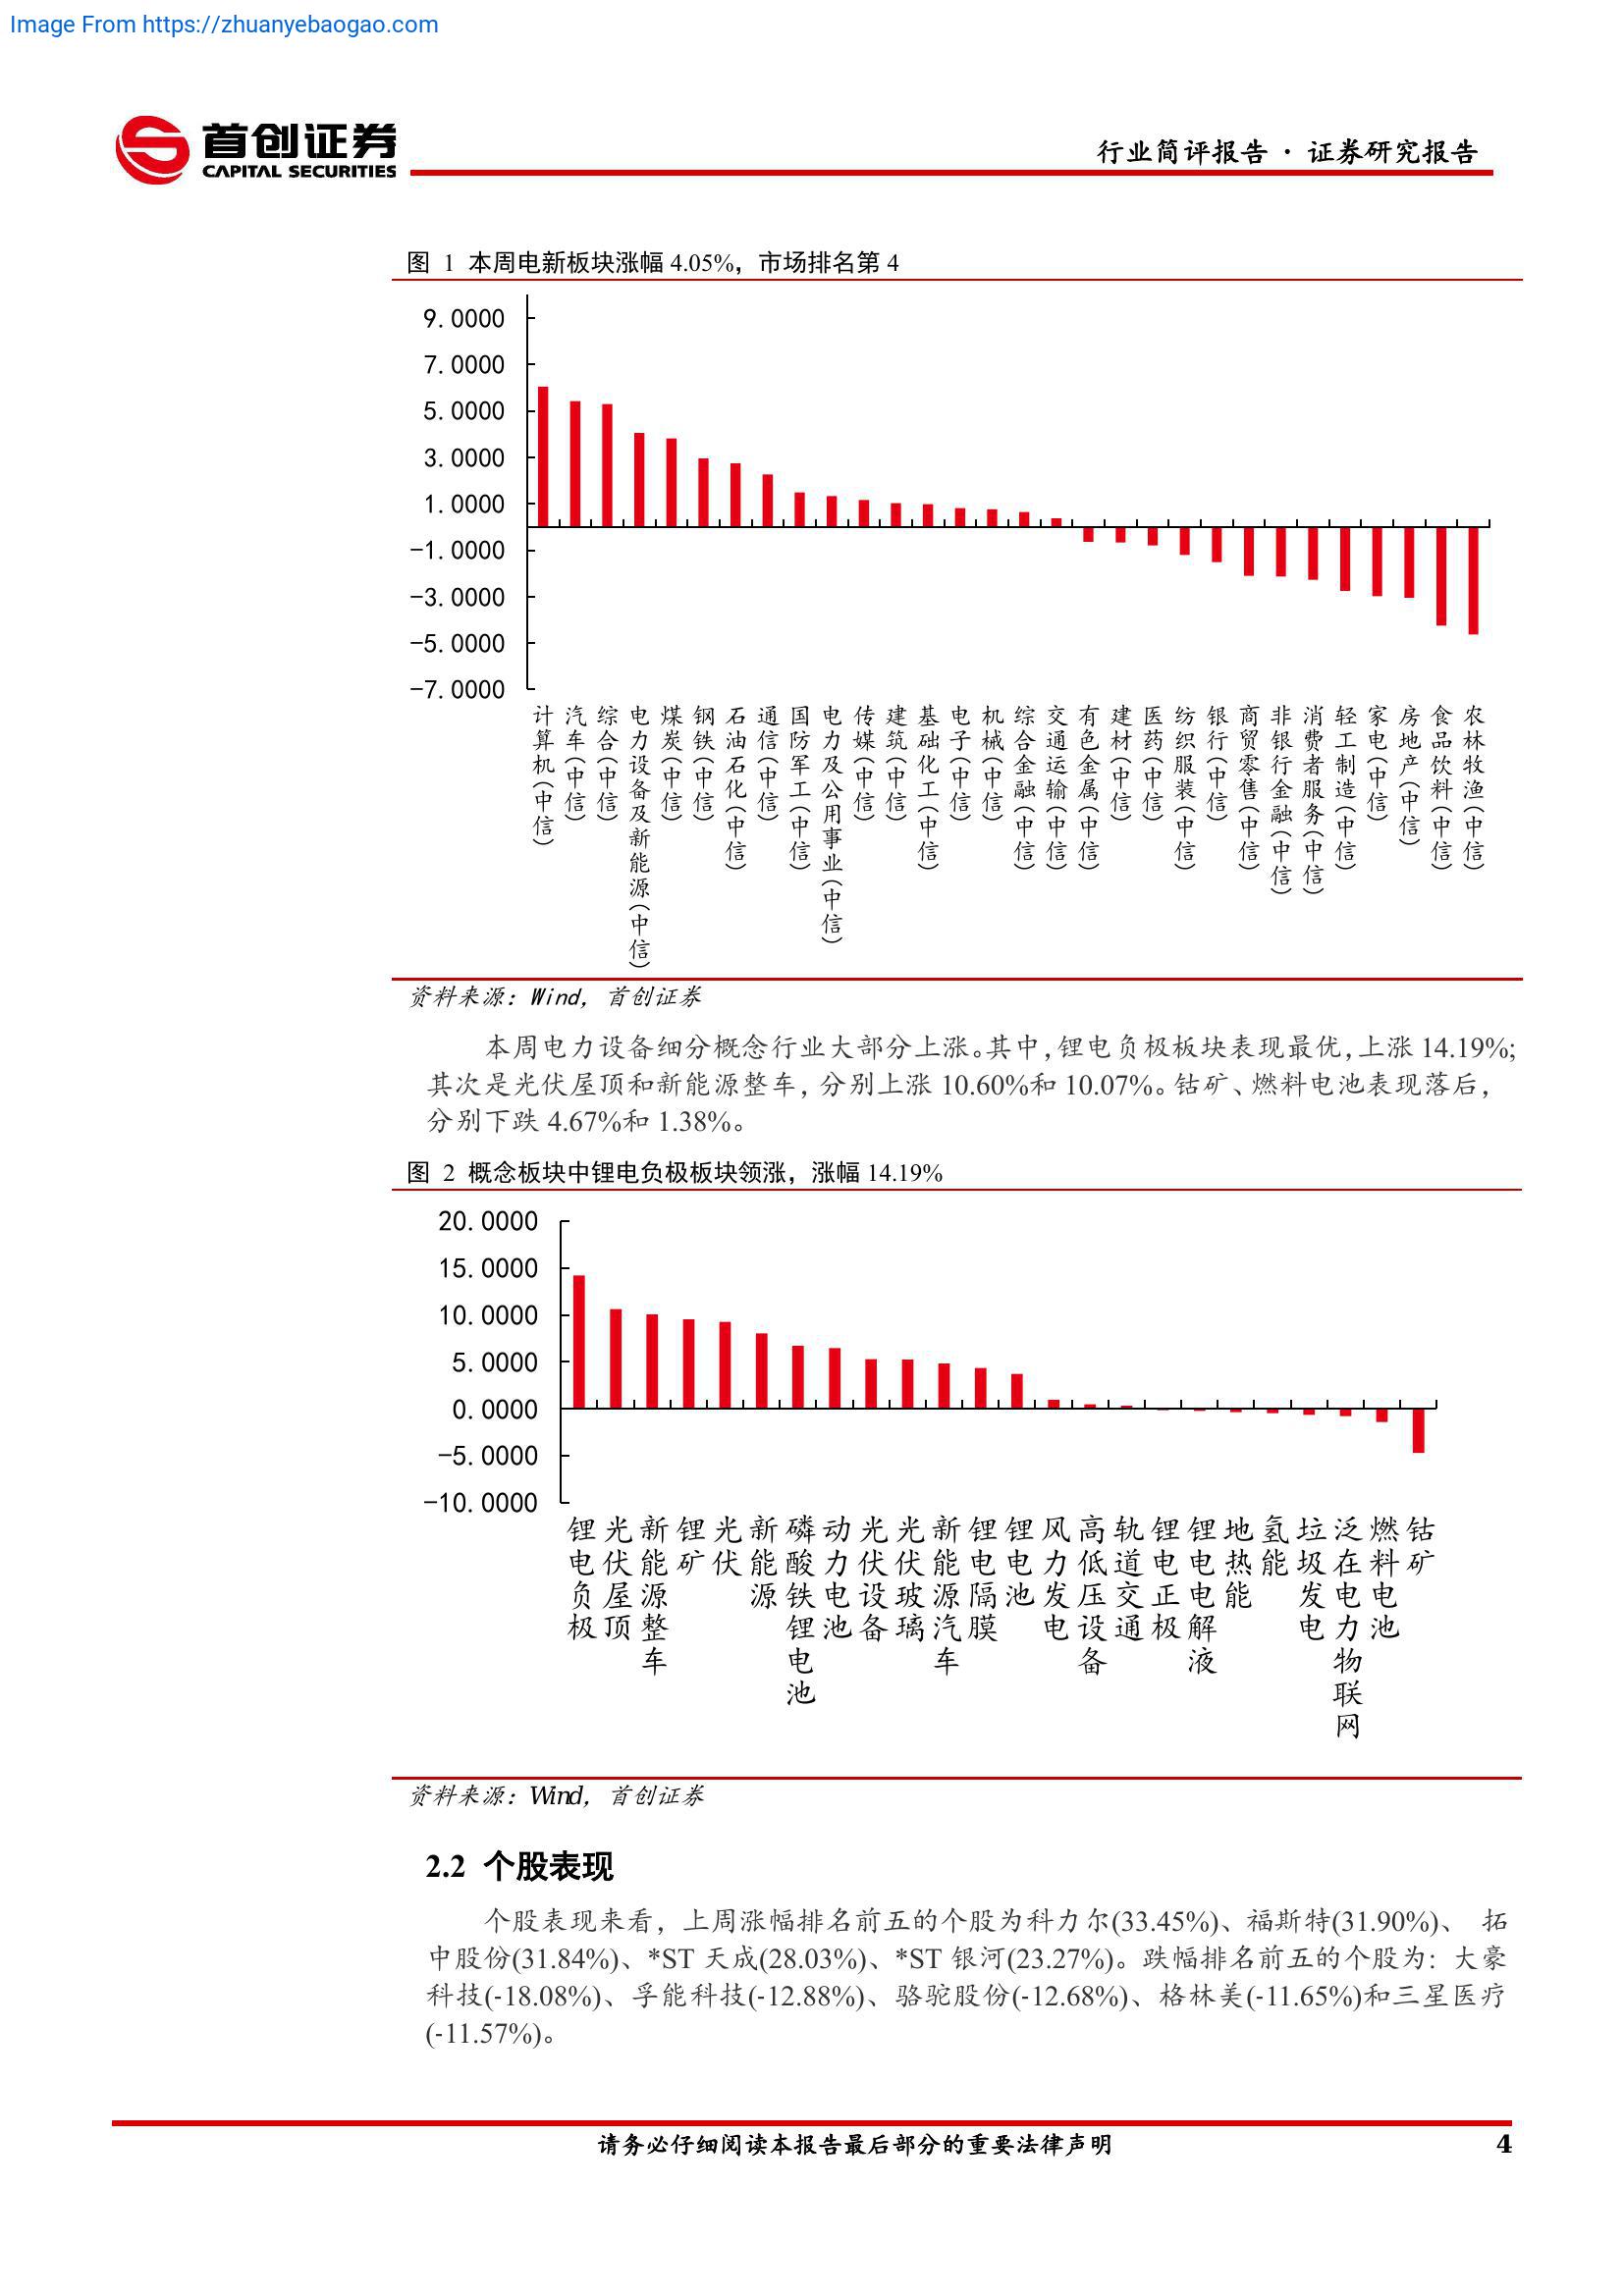 Image From https://zhuanyebaogao.com
首创证券
CAPITAL SECURITIES
行业简评报告 · 证券研究报告
图 1 本周电新板块涨幅 4.05%，市场排名第 4
9.0000
7.0000
5.0000
3.0000
1.0000
-1.0000
-3.0000
-5.0000
-7.0000
计算机(中信)
汽车(中信)
综合(中信)
电力设备及新能源(中信)
煤炭(中信)
钢铁(中信)
石油石化(中信)
通信(中信)
国防军工(中信)
电力及公用事业(中信)
传媒(中信)
建筑(中信)
基础化工(中信)
电子(中信)
机械(中信)
综合金融(中信)
交通运输(中信)
有色金属(中信)
建材(中信)
医药(中信)
纺织服装(中信)
银行(中信)
商贸零售(中信)
非银行金融(中信)
消费者服务(中信)
轻工制造(中信)
家电(中信)
房地产(中信)
食品饮料(中信)
农林牧渔(中信)
资料来源：Wind，首创证券
本周电力设备细分概念行业大部分上涨。其中，锂电负极板块表现最优，上涨 14.19%;
其次是光伏屋顶和新能源整车，分别上涨 10.60%和 10.07%。钴矿、燃料电池表现落后，
分别下跌 4.67%和 1.38%。
图 2 概念板块中锂电负极板块领涨，涨幅 14.19%
20.0000
15.0000
10.0000
5.0000
0.0000
-5.0000
-10.0000
锂电负极
光伏屋顶
新能源整车
锂矿
光伏
新能源
磷酸铁锂电池
动力电池
光伏设备
光伏玻璃
新能源汽车
锂电隔膜
锂电池
风力发电
高低压设备
轨道交通
锂电正极
锂电电解液
地热能
氢能
垃圾发电
泛在电力物联网
燃料电池
钴矿
资料来源：Wind，首创证券
2.2 个股表现
个股表现来看，上周涨幅排名前五的个股为科力尔(33.45%)、福斯特(31.90%)、 拓
中股份(31.84%)、*ST 天成(28.03%)、*ST 银河(23.27%)。跌幅排名前五的个股为: 大豪
科技(-18.08%)、孚能科技(-12.88%)、骆驼股份(-12.68%)、格林美(-11.65%)和三星医疗
(-11.57%)。
请务必仔细阅读本报告最后部分的重要法律声明
4